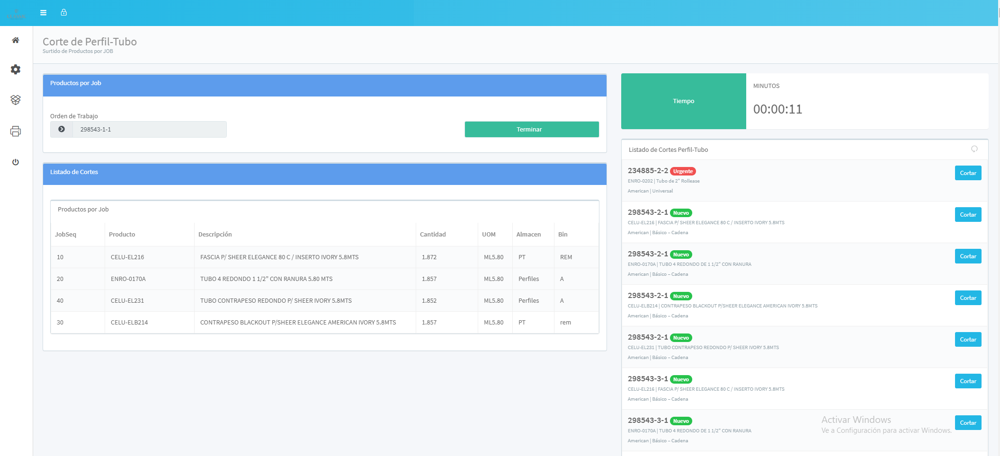 Corte de Perfil-Tubo
Surtido de Productos por JOB
Productos por Job
Orden de Trabajo
298543-1-1
Terminar
Listado de Cortes
Productos por Job
JobSeq Producto Descripción Cantidad UOM Almacen Bin
10 CELU-EL216 FASCIA P/ SHEER ELEGANCE 80 C / INSERTO IVORY 5.8MTS 1.872 ML5.80 PT REM
20 ENRO-0170A TUBO 4 REDONDO 1 1/2" CON RANURA 5.80 MTS 1.857 ML5.80 Perfiles A
40 CELU-EL231 TUBO CONTRAPESO REDONDO P/ SHEER IVORY 5.8MTS 1.852 ML5.80 Perfiles A
30 CELU-ELB214 CONTRAPESO BLACKOUT P/SHEER ELEGANCE AMERICAN IVORY 5.8MTS 1.857 ML5.80 PT rem
Tiempo
MINUTOS
00:00:11
Listado de Cortes Perfil-Tubo
234885-2-2 Urgente Cortar
ENRO-0202 | Tubo de 2" Rollease
American | Universal
298543-2-1 Nuevo Cortar
CELU-EL216 | FASCIA P/ SHEER ELEGANCE 80 C / INSERTO IVORY 5.8MTS
American | Básico – Cadena
298543-2-1 Nuevo Cortar
ENRO-0170A | TUBO 4 REDONDO DE 1 1/2" CON RANURA
American | Básico – Cadena
298543-2-1 Nuevo Cortar
CELU-ELB214 | CONTRAPESO BLACKOUT P/SHEER ELEGANCE AMERICAN IVORY 5.8MTS
American | Básico – Cadena
298543-2-1 Nuevo Cortar
CELU-EL231 | TUBO CONTRAPESO REDONDO P/ SHEER IVORY 5.8MTS
American | Básico – Cadena
298543-3-1 Nuevo Cortar
CELU-EL216 | FASCIA P/ SHEER ELEGANCE 80 C / INSERTO IVORY 5.8MTS
American | Básico – Cadena
298543-3-1 Nuevo Cortar
ENRO-0170A | TUBO 4 REDONDO DE 1 1/2" CON RANURA
American | Básico – Cadena
Activar Windows
Ve a Configuración para activar Windows.